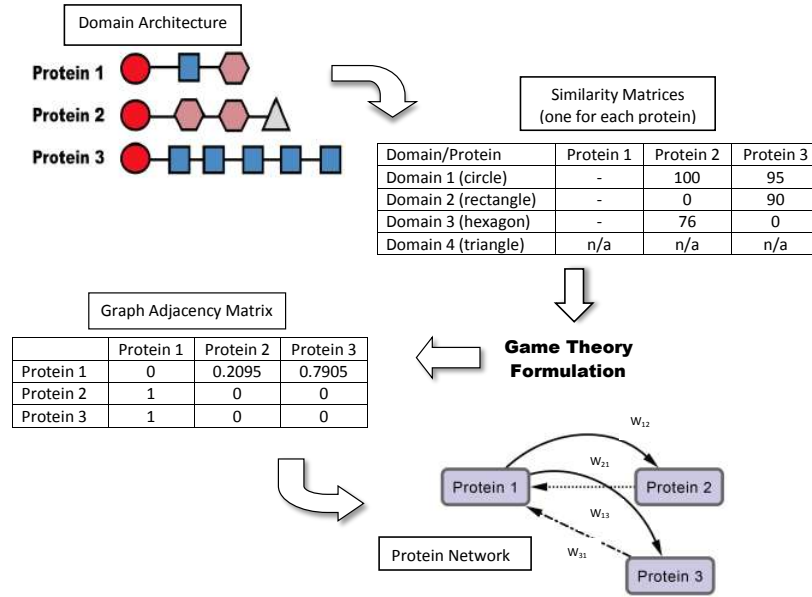 Domain Architecture
Protein 1
Protein 2
Protein 3
Similarity Matrices
(one for each protein)
Domain/Protein Protein 1 Protein 2 Protein 3
Domain 1 (circle) - 100 95
Domain 2 (rectangle) - 0 90
Domain 3 (hexagon) - 76 0
Domain 4 (triangle) n/a n/a n/a
Game Theory
Formulation
Graph Adjacency Matrix
Protein 1 Protein 2 Protein 3
Protein 1 0 0.2095 0.7905
Protein 2 1 0 0
Protein 3 1 0 0
W12
W21
Protein 1
Protein 2
W13
W31
Protein Network
Protein 3